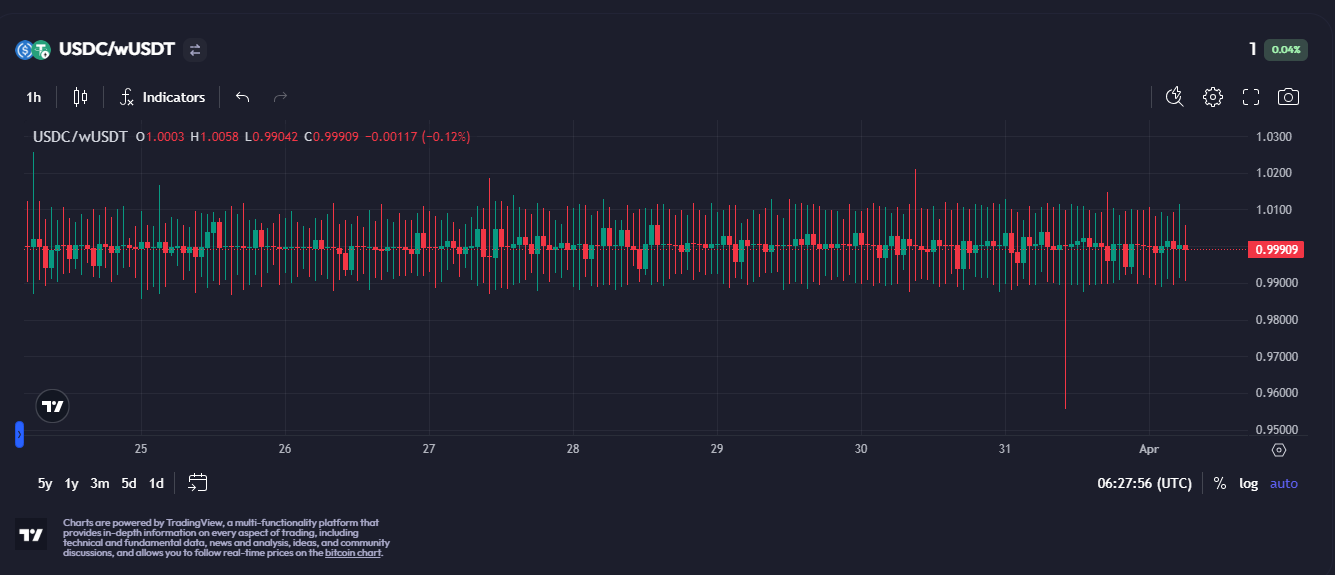 USDC/wUSDT
1 0.04%
1h Indicators
USDC/wUSDT O1.0003 H1.0058 L0.99042 C0.99909 −0.00117 (−0.12%)
1.0300
1.0200
1.0100
0.99909
0.99000
0.98000
0.97000
0.96000
0.95000
25 26 27 28 29 30 31 Apr
5y 1y 3m 5d 1d 06:27:56 (UTC) % log auto
Charts are powered by TradingView, a multi-functionality platform that
provides in-depth information on every aspect of trading, including
technical and fundamental data, news and analysis, ideas, and community
discussions, and allows you to follow real-time prices on the bitcoin chart.